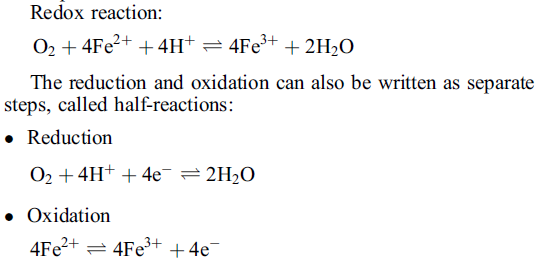 Redox reaction:
O₂ + 4Fe²⁺ + 4H⁺ ⇌ 4Fe³⁺ + 2H₂O
The reduction and oxidation can also be written as separate
steps, called half-reactions:
• Reduction
O₂ + 4H⁺ + 4e⁻ ⇌ 2H₂O
• Oxidation
4Fe²⁺ ⇌ 4Fe³⁺ + 4e⁻